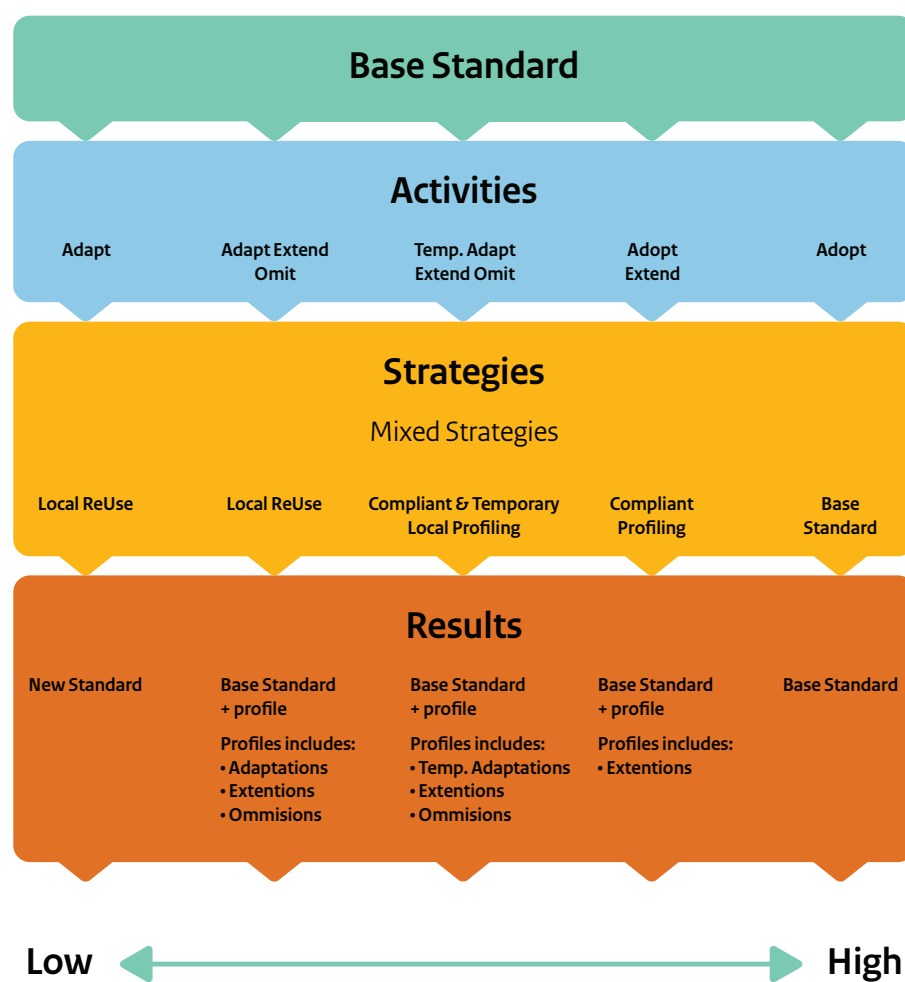 Base Standard
Activities
Adapt
Adapt Extend
Omit
Temp. Adapt
Extend Omit
Adopt
Extend
Adopt
Strategies
Mixed Strategies
Local ReUse
Local ReUse
Compliant & Temporary
Local Profiling
Compliant
Profiling
Base
Standard
Results
New Standard
Base Standard
+ profile
Profiles includes:
• Adaptations
• Extentions
• Ommisions
Base Standard
+ profile
Profiles includes:
• Temp. Adaptations
• Extentions
• Ommisions
Base Standard
+ profile
Profiles includes:
• Extentions
Base Standard
Low
High